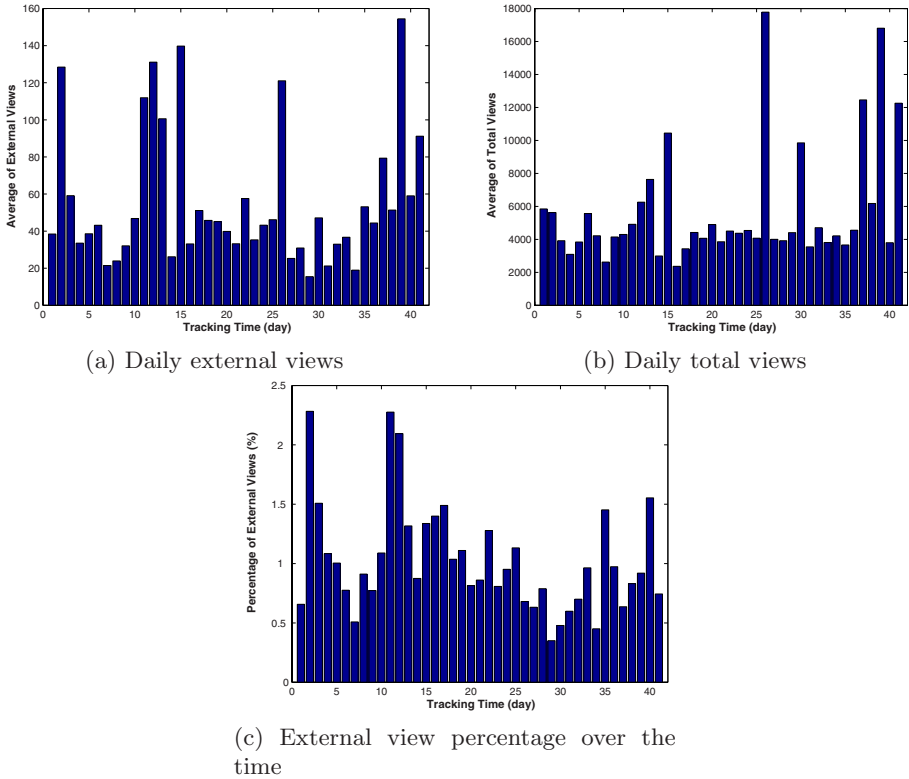 160
140
120
100
80
60
40
20
0
Average of External Views
0 5 10 15 20 25 30 35 40
Tracking Time (day)
(a) Daily external views
18000
16000
14000
12000
10000
8000
6000
4000
2000
0
Average of Total Views
0 5 10 15 20 25 30 35 40
Tracking Time (day)
(b) Daily total views
2.5
2
1.5
1
0.5
0
Percentage of External Views (%)
0 5 10 15 20 25 30 35 40
Tracking Time (day)
(c) External view percentage over the
time